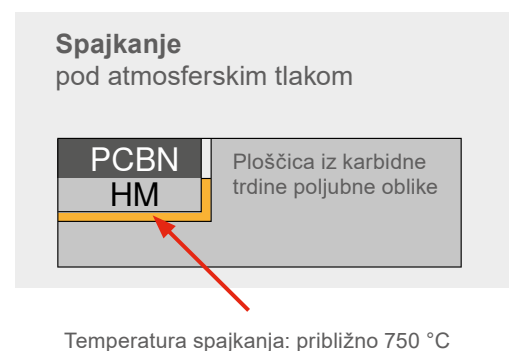 Spajkanje
pod atmosferskim tlakom
PCBN
HM
Ploščica iz karbidne
trdine poljubne oblike
Temperatura spajkanja: približno 750 °C